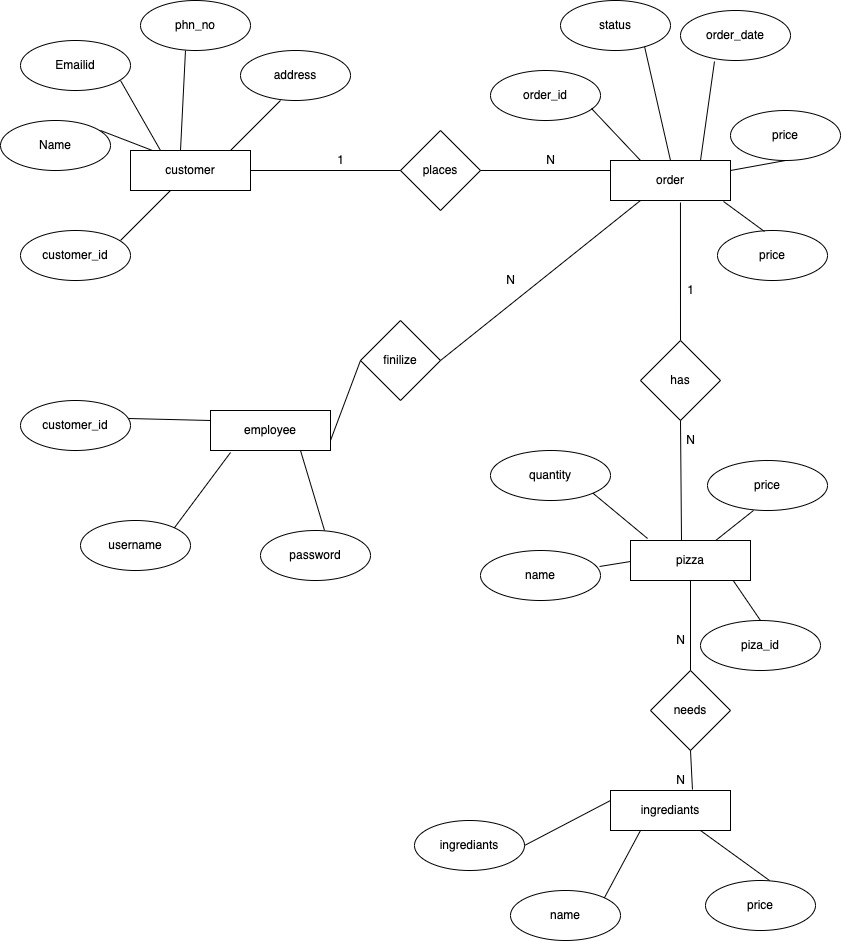 phn_no
status
order_date
Emailid
address
order_id
price
Name
customer
1
places
N
order
customer_id
price
N
1
finilize
has
customer_id
employee
N
quantity
price
username
password
name
pizza
N
piza_id
needs
N
ingrediants
ingrediants
name
price